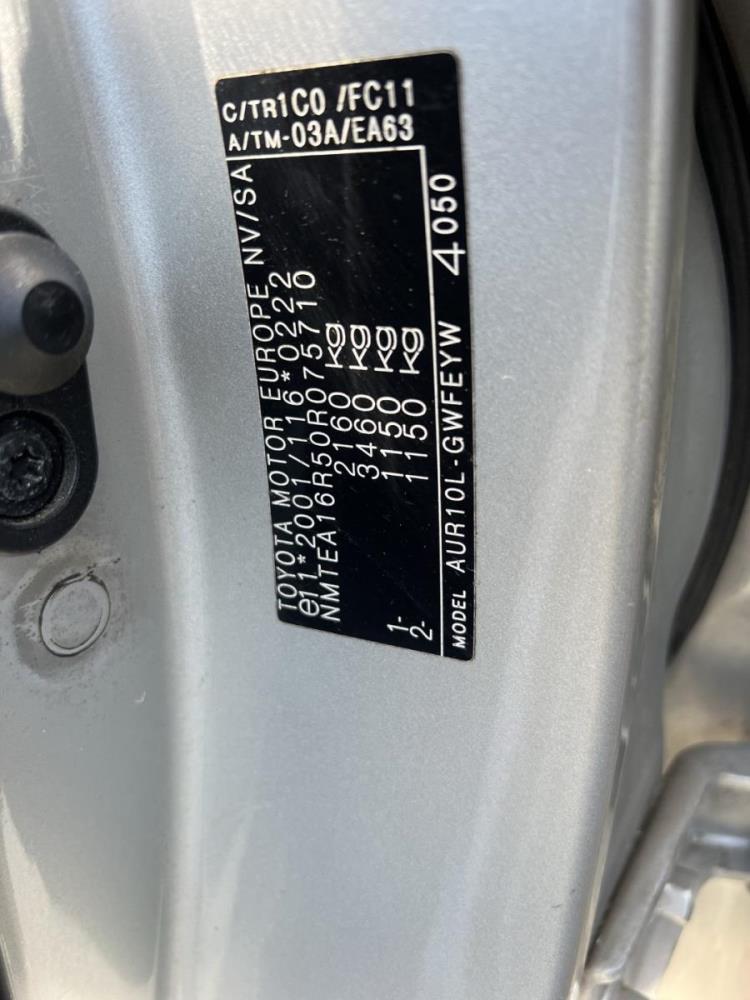 TOYOTA MOTOR EUROPE NV/SA
e11*2001/116*0222
NMTEA16R50R075710
2160 Kg
3460 Kg
1- 1150 Kg
2- 1150 Kg
MODEL AUR10L-GWFEYW 4050
C/TR1C0 /FC11
A/TM-03A/EA63